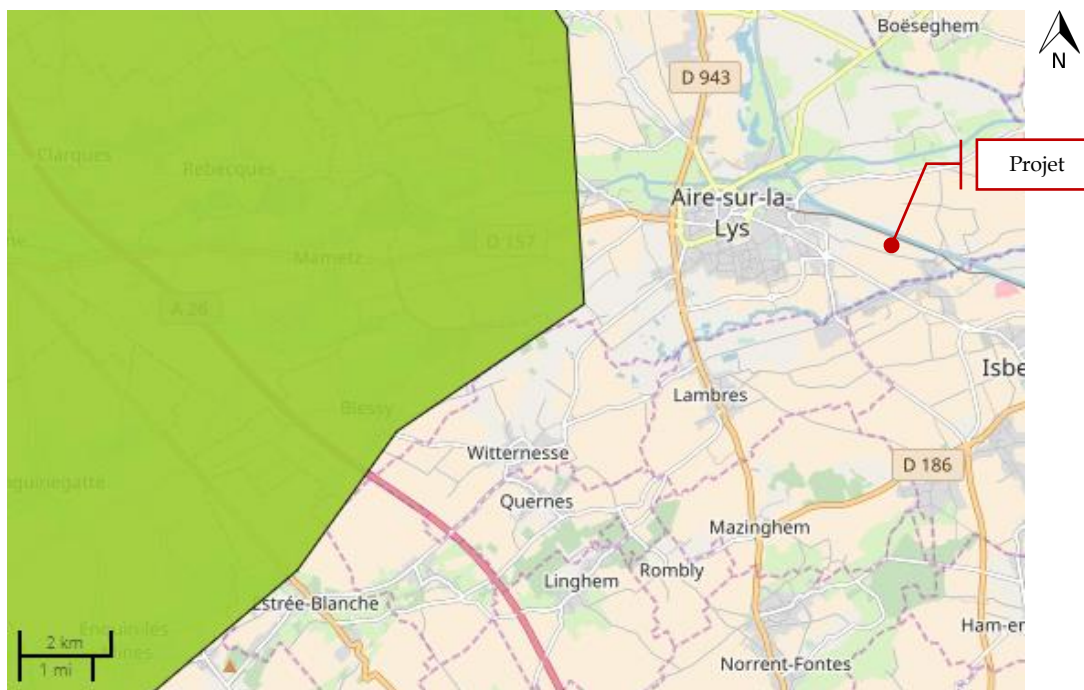 Boëseghem
N
D 943
Projet
Clarques
Rebecques
Aire-sur-la-
Lys
D 157
Mametz
A 26
Isbe
Lambres
Blessy
Witternesse
D 186
Quernes
Mazinghem
Rombly
Linghem
Estrée-Blanche
Ham-en
2 km
1 mi
Norrent-Fontes